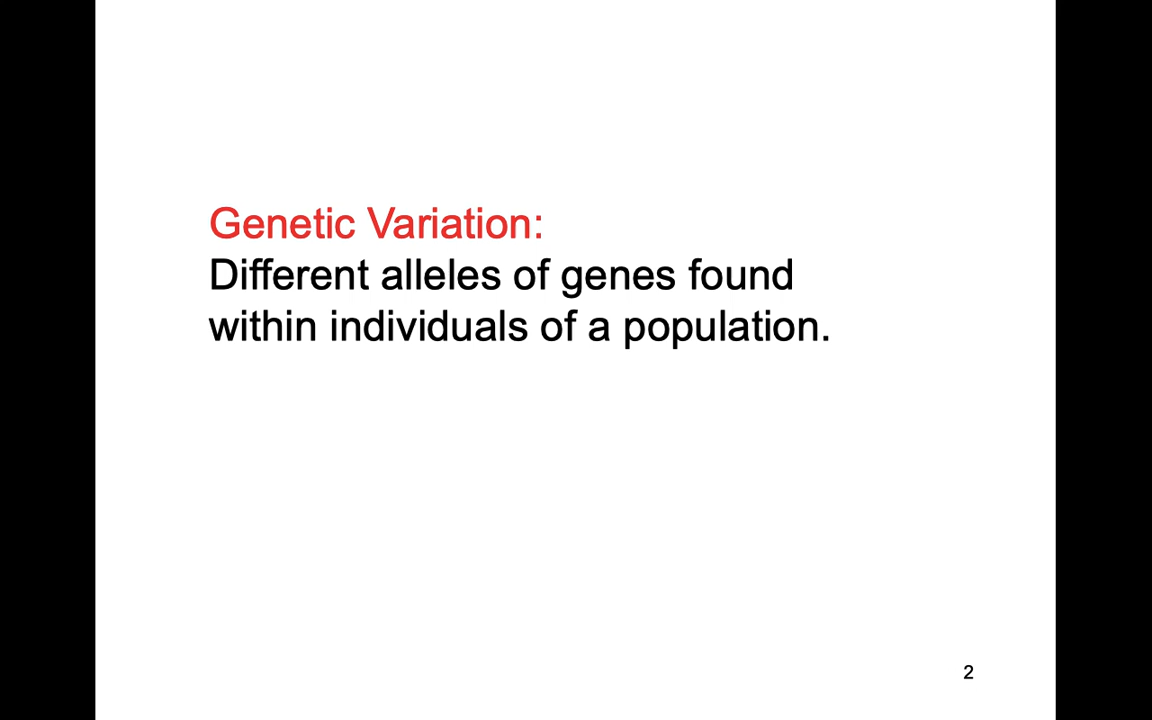 Genetic Variation:
Different alleles of genes found
within individuals of a population.
2